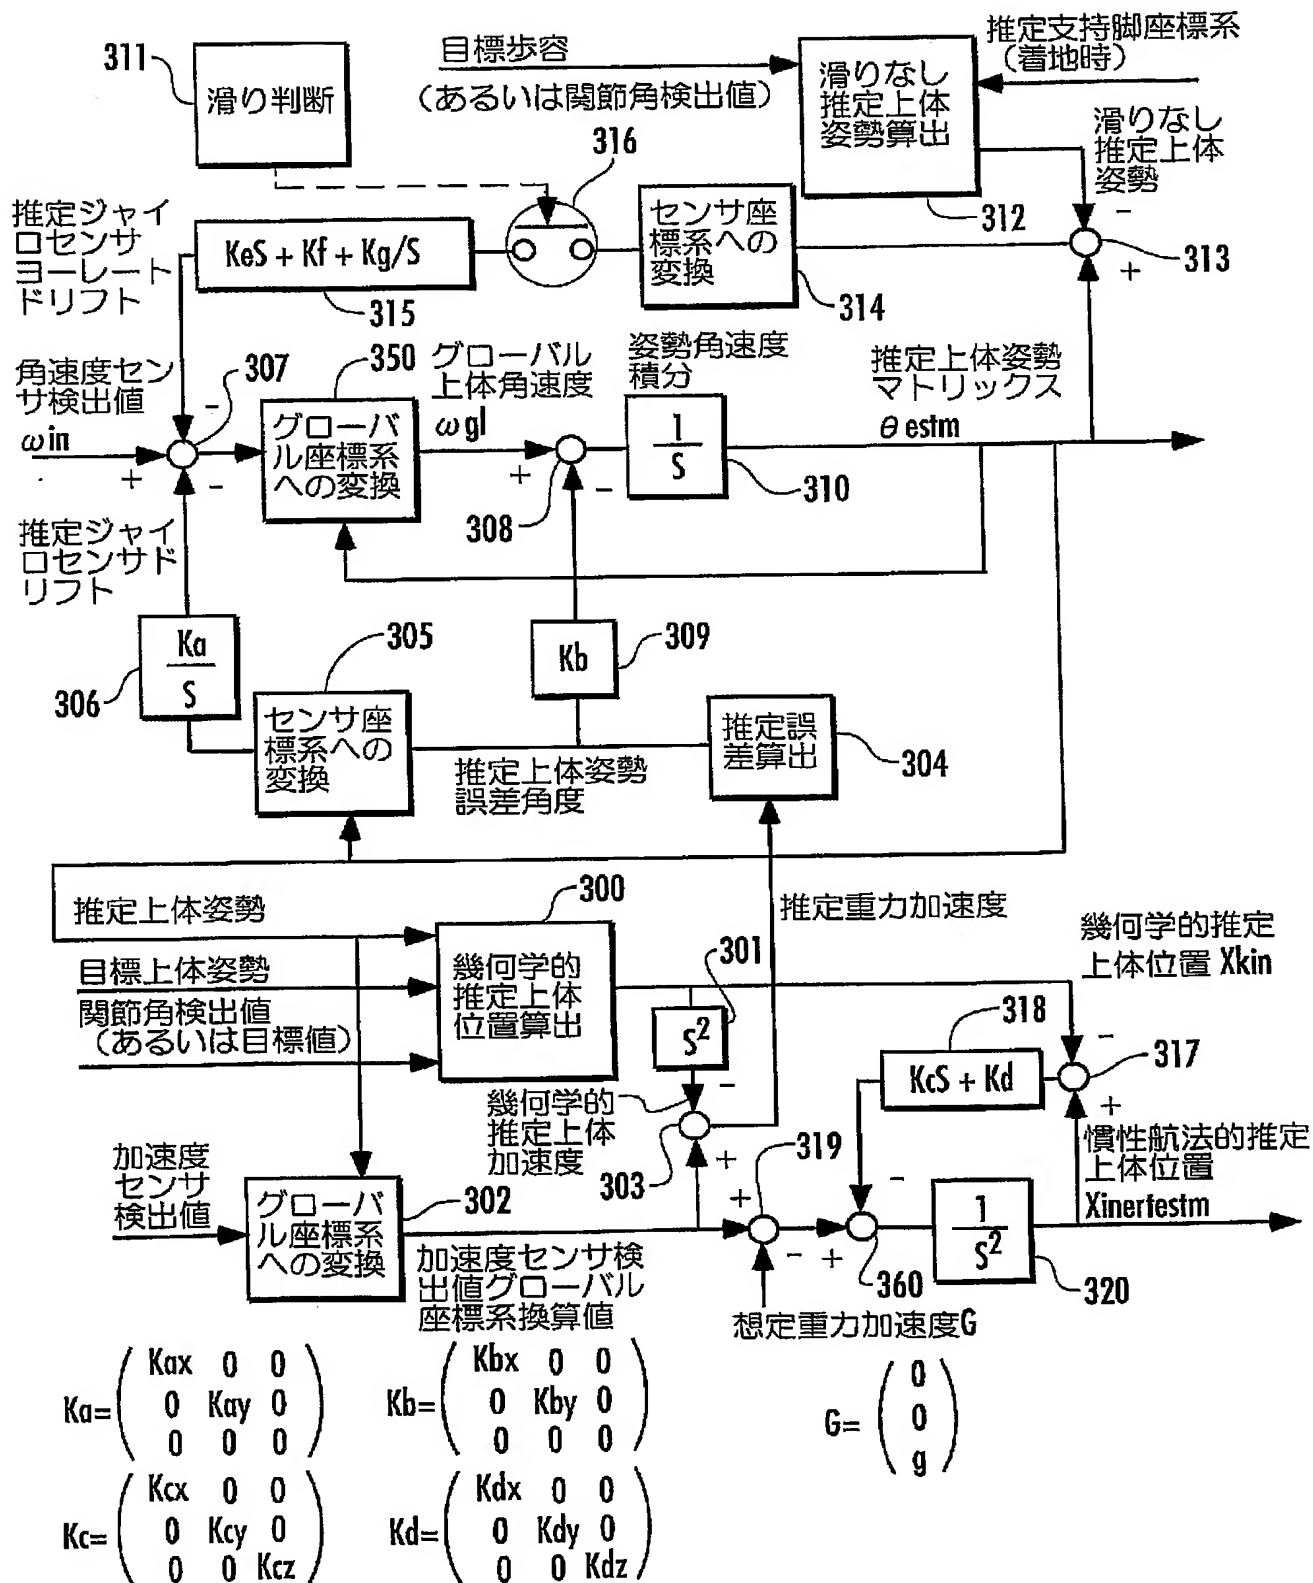 311
滑り判断
目標歩容
（あるいは関節角検出値）
316
滑りなし
推定上体
姿勢算出
312
推定支持脚座標系
（着地時）
滑りなし
推定上体
姿勢
−
+
313
推定ジャイ
ロセンサ
ヨーレート
ドリフト
KeS + Kf + Kg/S
315
センサ座
標系への
変換
314
角速度セン
サ検出値
ωin
+
−
−
307
350
グローバ
ル座標系
への変換
グローバル
上体角速度
ωgl
+
−
308
姿勢角速度
積分
1
S
310
推定上体姿勢
マトリックス
θestm
推定ジャイ
ロセンサド
リフト
Ka
S
306
305
センサ座
標系への
変換
Kb
309
推定上体姿勢
誤差角度
推定誤
差算出
304
推定上体姿勢
目標上体姿勢
関節角検出値
（あるいは目標値）
300
幾何学的
推定上体
位置算出
301
S²
−
推定重力加速度
幾何学的推定
上体位置 Xkin
318
KcS + Kd
−
317
+
幾何学的
推定上体
加速度
303
+
加速度
センサ
検出値
グローバ
ル座標系
への変換
302
加速度センサ検
出値グローバル
座標系換算値
+
319
−
想定重力加速度G
+
−
360
1
S²
320
慣性航法的推定
上体位置
Xinertestm
Ka=
Kax 0 0
0 Kay 0
0 0 0
Kb=
Kbx 0 0
0 Kby 0
0 0 0
G=
0
0
g
Kc=
Kcx 0 0
0 Kcy 0
0 0 Kcz
Kd=
Kdx 0 0
0 Kdy 0
0 0 Kdz